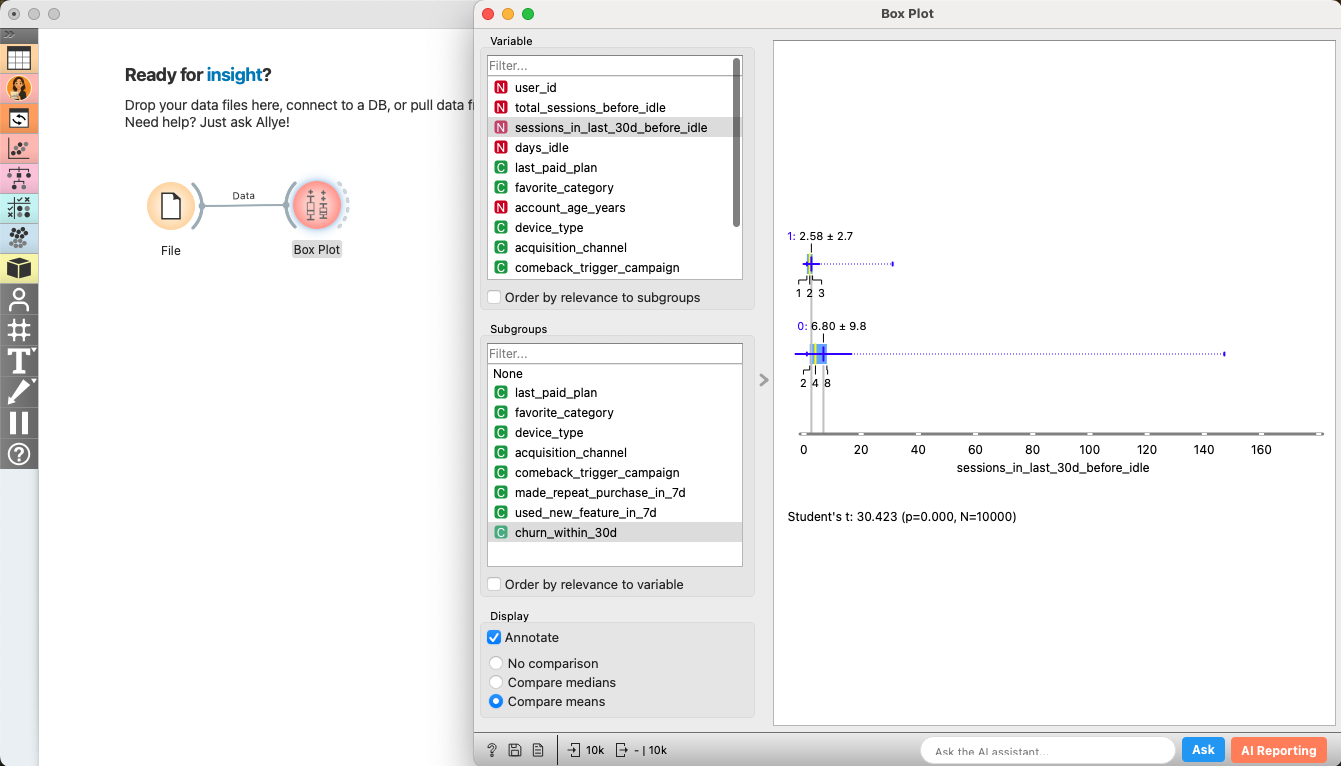 Ready for insight?
Drop your data files here, connect to a DB, or pull data f
Need help? Just ask Allye!
Data
File
Box Plot
Box Plot
Variable
Filter...
N user_id
N total_sessions_before_idle
N sessions_in_last_30d_before_idle
N days_idle
C last_paid_plan
C favorite_category
N account_age_years
C device_type
C acquisition_channel
C comeback_trigger_campaign
Order by relevance to subgroups
Subgroups
Filter...
None
C last_paid_plan
C favorite_category
C device_type
C acquisition_channel
C comeback_trigger_campaign
C made_repeat_purchase_in_7d
C used_new_feature_in_7d
C churn_within_30d
Order by relevance to variable
Display
Annotate
No comparison
Compare medians
Compare means
1: 2.58 ± 2.7
1 2 3
0: 6.80 ± 9.8
2 4 8
0 20 40 60 80 100 120 140 160
sessions_in_last_30d_before_idle
Student's t: 30.423 (p=0.000, N=10000)
? 10k - | 10k
Ask the AI assistant...
Ask
AI Reporting